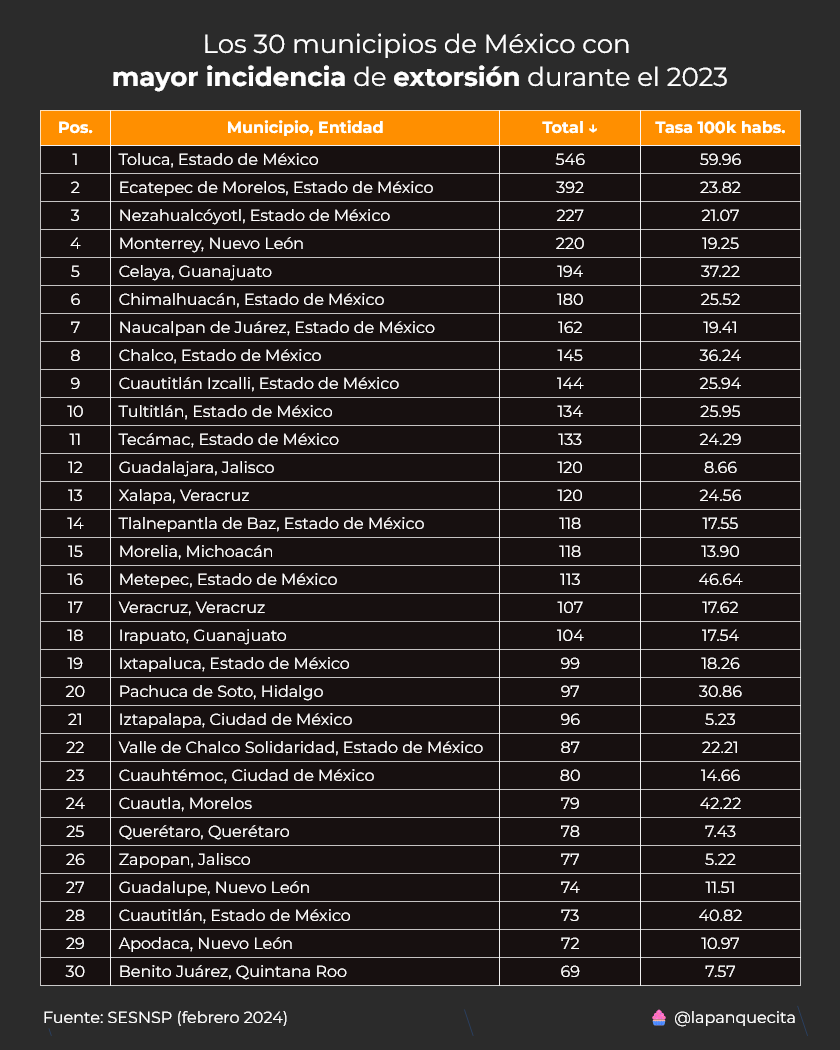 Los 30 municipios de México con
mayor incidencia de extorsión durante el 2023
Pos. Municipio, Entidad Total ↓ Tasa 100k habs.
1 Toluca, Estado de México 546 59.96
2 Ecatepec de Morelos, Estado de México 392 23.82
3 Nezahualcóyotl, Estado de México 227 21.07
4 Monterrey, Nuevo León 220 19.25
5 Celaya, Guanajuato 194 37.22
6 Chimalhuacán, Estado de México 180 25.52
7 Naucalpan de Juárez, Estado de México 162 19.41
8 Chalco, Estado de México 145 36.24
9 Cuautitlán Izcalli, Estado de México 144 25.94
10 Tultitlán, Estado de México 134 25.95
11 Tecámac, Estado de México 133 24.29
12 Guadalajara, Jalisco 120 8.66
13 Xalapa, Veracruz 120 24.56
14 Tlalnepantla de Baz, Estado de México 118 17.55
15 Morelia, Michoacán 118 13.90
16 Metepec, Estado de México 113 46.64
17 Veracruz, Veracruz 107 17.62
18 Irapuato, Guanajuato 104 17.54
19 Ixtapaluca, Estado de México 99 18.26
20 Pachuca de Soto, Hidalgo 97 30.86
21 Iztapalapa, Ciudad de México 96 5.23
22 Valle de Chalco Solidaridad, Estado de México 87 22.21
23 Cuauhtémoc, Ciudad de México 80 14.66
24 Cuautla, Morelos 79 42.22
25 Querétaro, Querétaro 78 7.43
26 Zapopan, Jalisco 77 5.22
27 Guadalupe, Nuevo León 74 11.51
28 Cuautitlán, Estado de México 73 40.82
29 Apodaca, Nuevo León 72 10.97
30 Benito Juárez, Quintana Roo 69 7.57
Fuente: SESNSP (febrero 2024) @lapanquecita